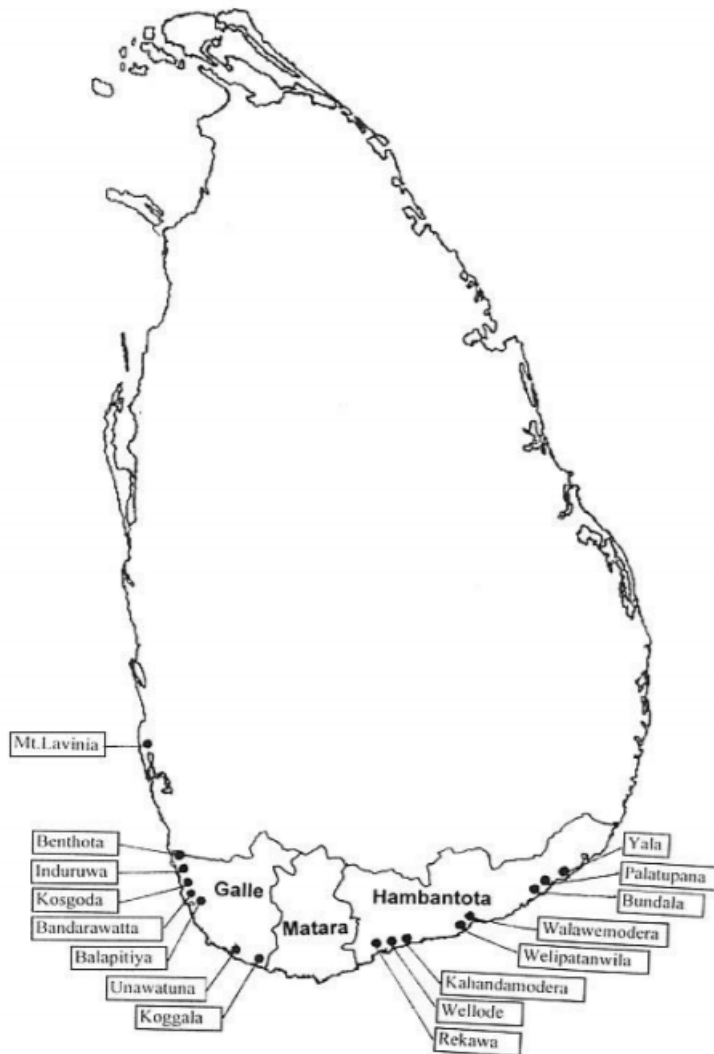 Mt.Lavinia
Benthota
Induruwa
Kosgoda
Bandarawatta
Balapitiya
Unawatuna
Koggala
Galle
Matara
Hambantota
Yala
Palatupana
Bundala
Walawemodera
Welipatanwila
Kahandamodera
Wellode
Rekawa